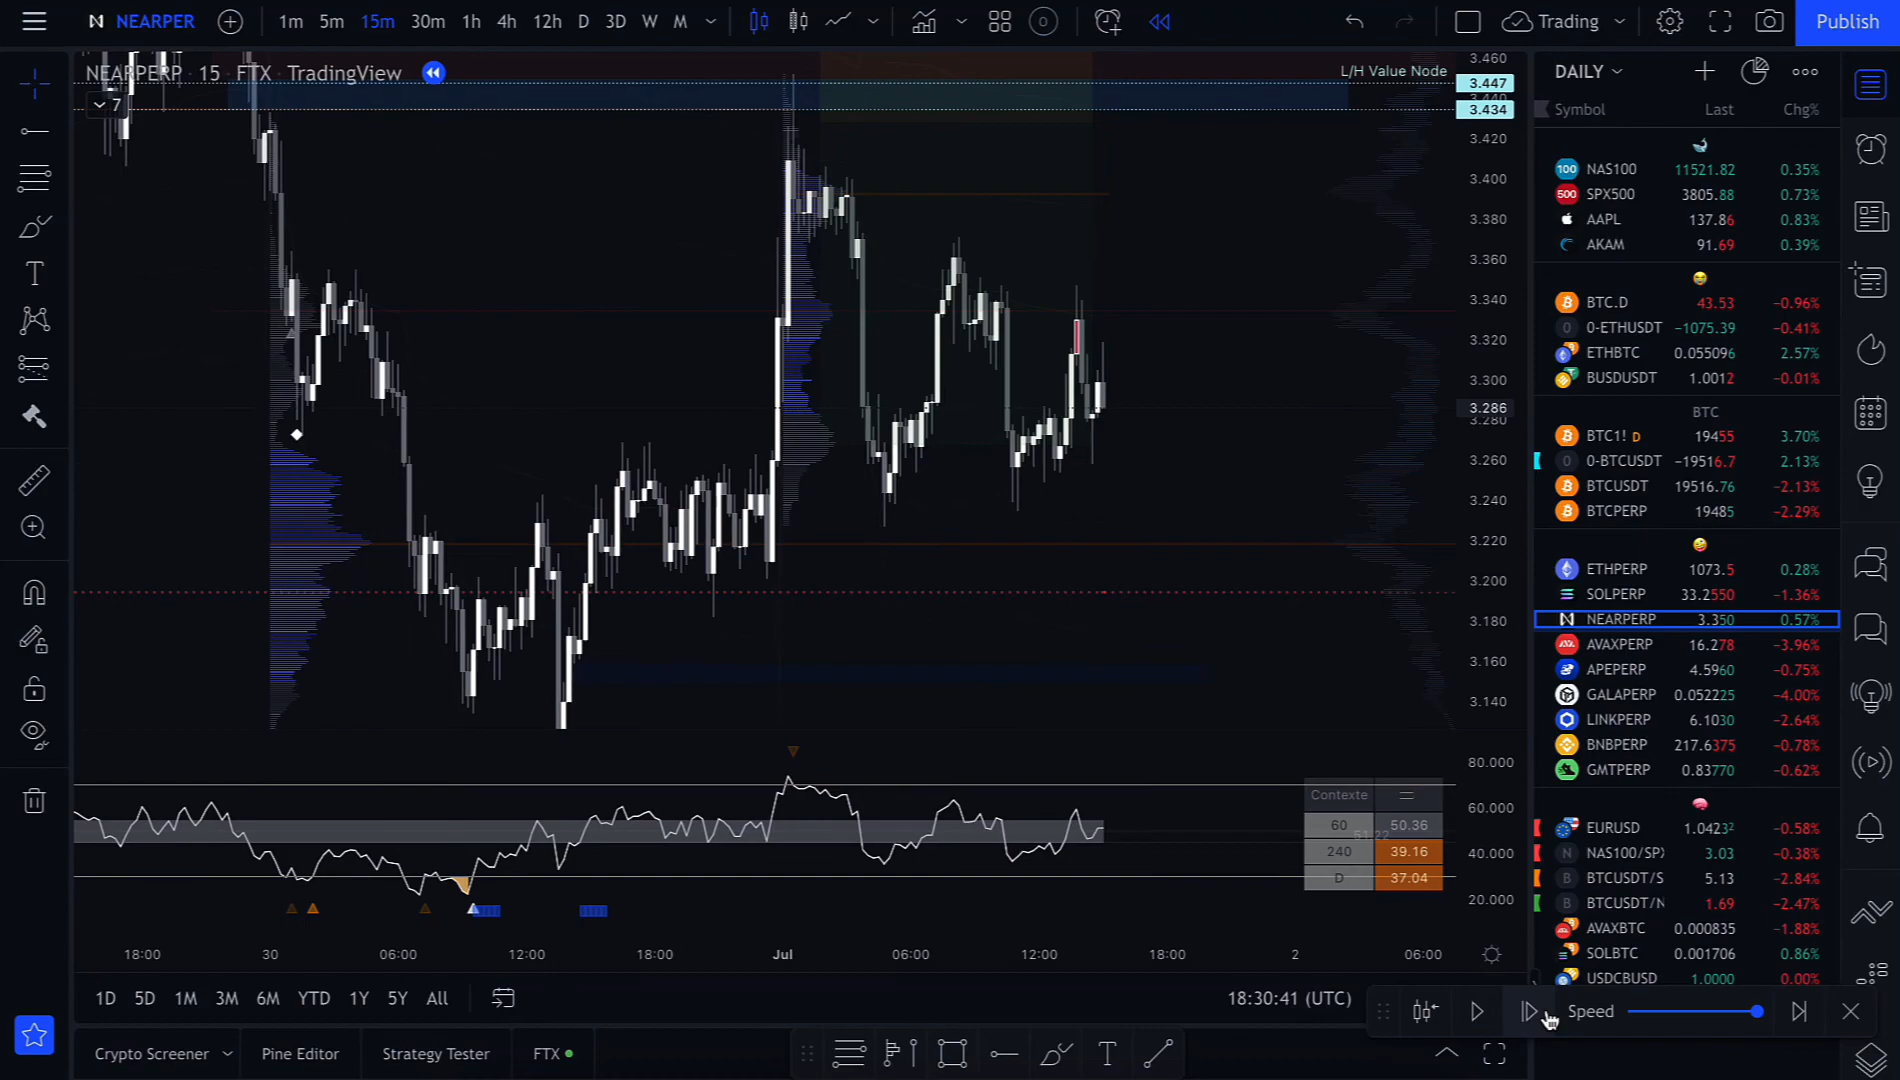 NEARPER 1m 5m 15m 30m 1h 4h 12h D 3D W M Trading Publish
NEARPERP · 15 · FTX TradingView
7
L/H Value Node
3.460
3.447
3.440
3.434
3.420
3.400
3.380
3.360
3.340
3.320
3.300
3.286
3.280
3.260
3.240
3.220
3.200
3.180
3.160
3.140
80.000
60.000
40.000
20.000
Contexte =
60 50.36
51.22
240 39.16
D 37.04
18:00 30 06:00 12:00 18:00 Jul 06:00 12:00 18:00 2 06:00
1D 5D 1M 3M 6M YTD 1Y 5Y All
18:30:41 (UTC)
Speed
Crypto Screener Pine Editor Strategy Tester FTX
DAILY
Symbol Last Chg%
NAS100 11521.82 0.35%
SPX500 3805.88 0.73%
AAPL 137.86 0.83%
AKAM 91.69 0.39%
BTC.D 43.53 −0.96%
0-ETHUSDT −1075.39 −0.41%
ETHBTC 0.055096 2.57%
BUSDUSDT 1.0012 −0.01%
BTC
BTC1! D 19455 3.70%
0-BTCUSDT −19516.7 2.13%
BTCUSDT 19516.76 −2.13%
BTCPERP 19485 −2.29%
ETHPERP 1073.5 0.28%
SOLPERP 33.2550 −1.36%
NEARPERP 3.350 0.57%
AVAXPERP 16.278 −3.96%
APEPERP 4.5960 −0.75%
GALAPERP 0.052225 −4.00%
LINKPERP 6.1030 −2.64%
BNBPERP 217.6375 −0.78%
GMTPERP 0.83770 −0.62%
EURUSD 1.0423² −0.58%
NAS100/SPX 3.03 −0.38%
BTCUSDT/S 5.13 −2.84%
BTCUSDT/N 1.69 −2.47%
AVAXBTC 0.000835 −1.88%
SOLBTC 0.001706 0.86%
USDCBUSD 1.0000 0.00%